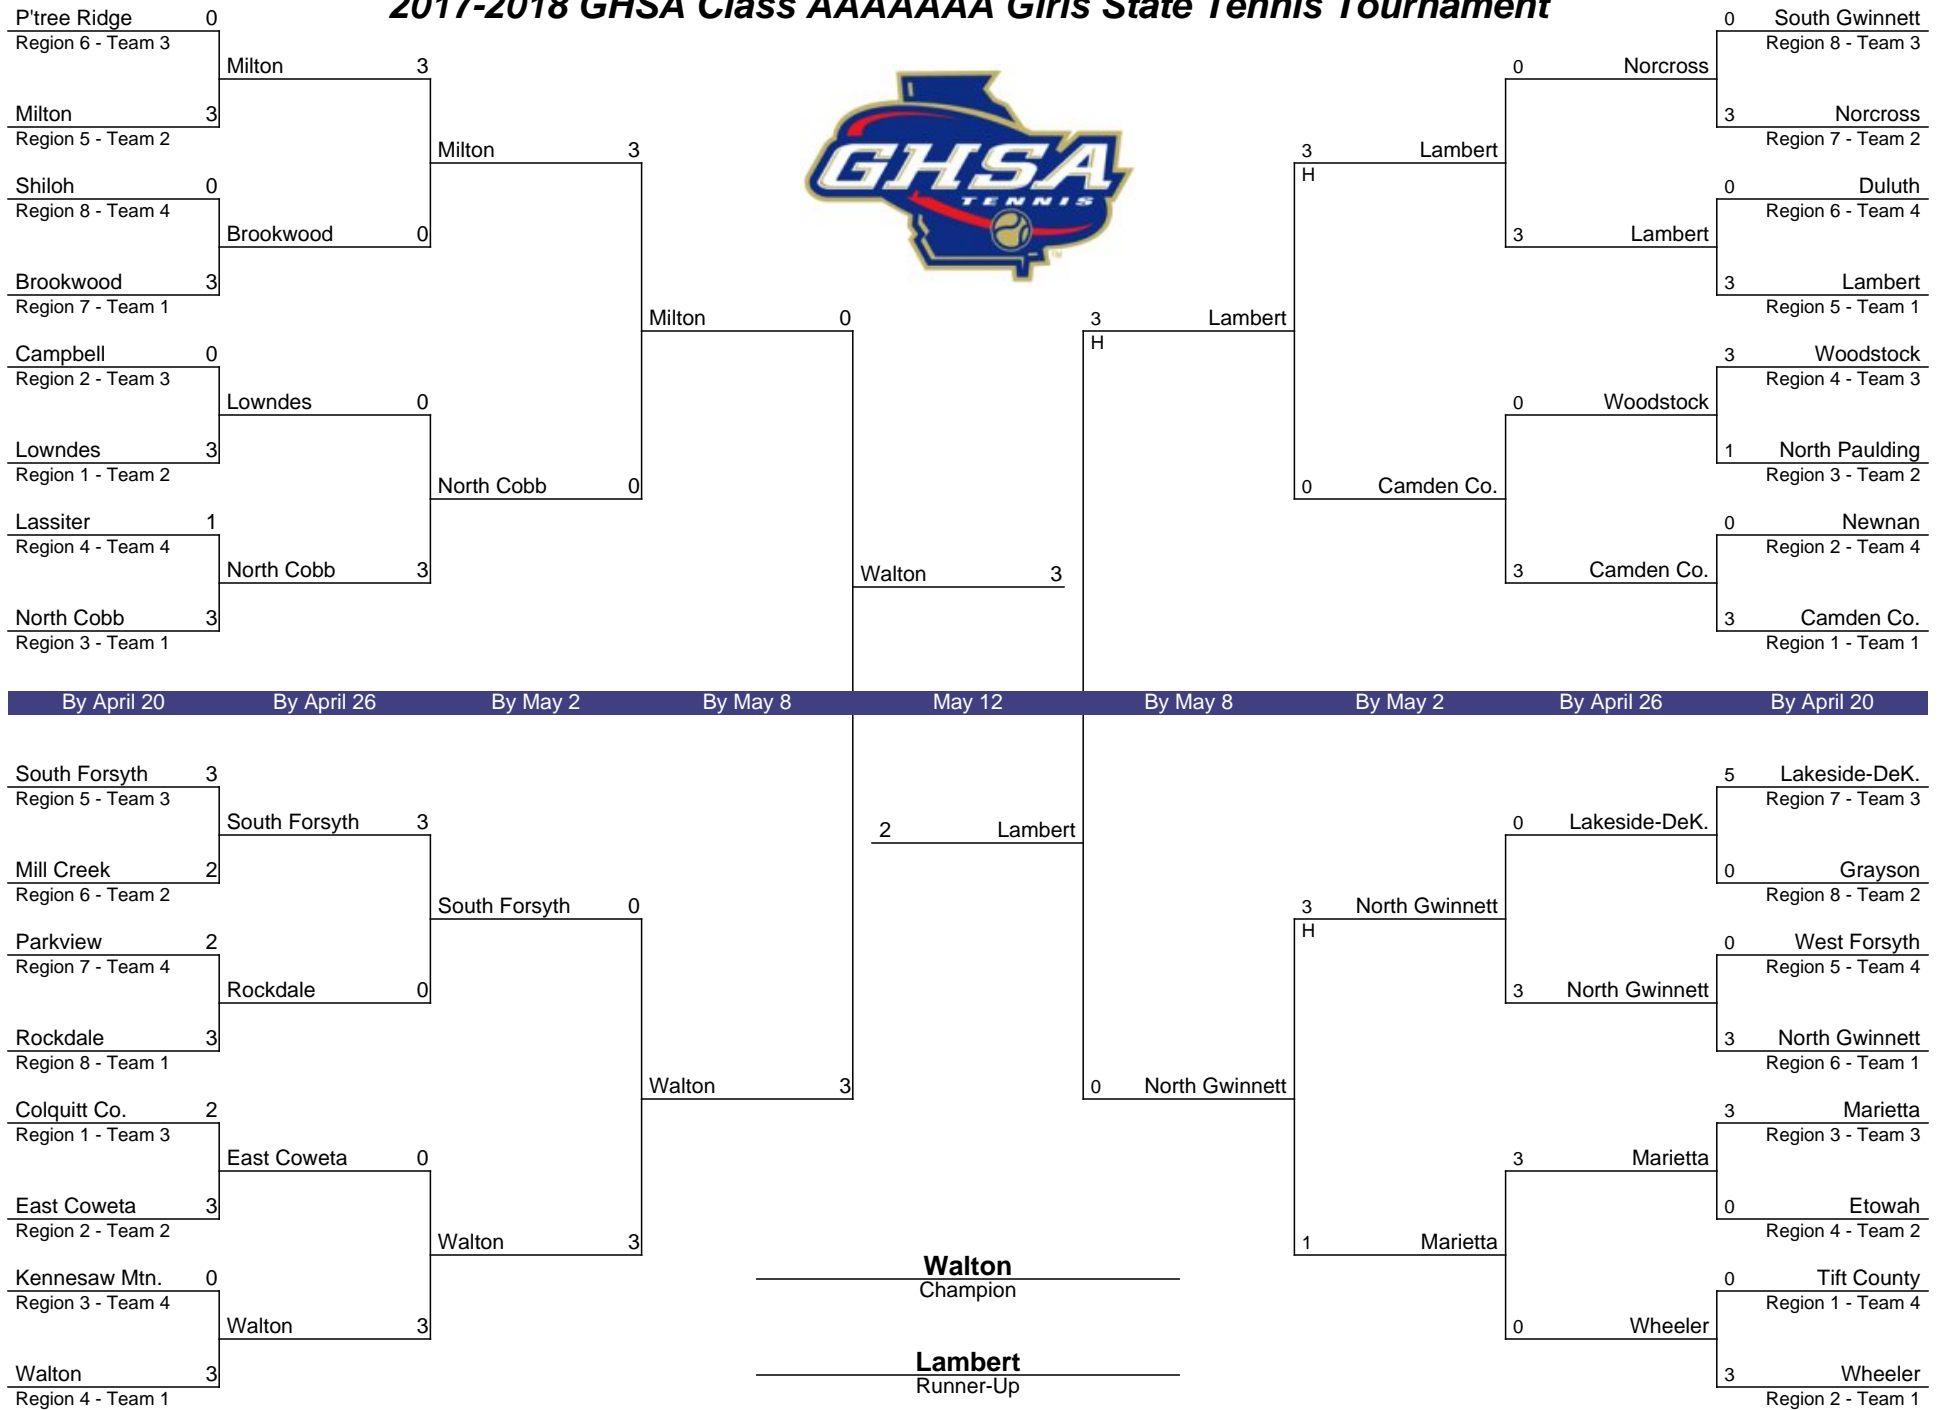 2017-2018 GHSA Class AAAAAAA Girls State Tennis Tournament
P'tree Ridge 0
Region 6 - Team 3
Milton 3
Milton 3
Region 5 - Team 2
Milton 3
Shiloh 0
Region 8 - Team 4
Brookwood 0
Brookwood 3
Region 7 - Team 1
Milton 0
Campbell 0
Region 2 - Team 3
Lowndes 0
Lowndes 3
Region 1 - Team 2
North Cobb 0
Lassiter 1
Region 4 - Team 4
North Cobb 3
North Cobb 3
Region 3 - Team 1
GHSA
TENNIS
TM
Walton 3
0 South Gwinnett
Region 8 - Team 3
0 Norcross
3 Norcross
Region 7 - Team 2
3 Lambert
H
0 Duluth
Region 6 - Team 4
3 Lambert
3 Lambert
Region 5 - Team 1
3 Lambert
H
3 Woodstock
Region 4 - Team 3
0 Woodstock
1 North Paulding
Region 3 - Team 2
0 Camden Co.
0 Newnan
Region 2 - Team 4
3 Camden Co.
3 Camden Co.
Region 1 - Team 1
By April 20 By April 26 By May 2 By May 8 May 12 By May 8 By May 2 By April 26 By April 20
South Forsyth 3
Region 5 - Team 3
South Forsyth 3
Mill Creek 2
Region 6 - Team 2
South Forsyth 0
Parkview 2
Region 7 - Team 4
Rockdale 0
Rockdale 3
Region 8 - Team 1
Walton 3
Colquitt Co. 2
Region 1 - Team 3
East Coweta 0
East Coweta 3
Region 2 - Team 2
Walton 3
Kennesaw Mtn. 0
Region 3 - Team 4
Walton 3
Walton 3
Region 4 - Team 1
2 Lambert
Walton
Champion
Lambert
Runner-Up
5 Lakeside-DeK.
Region 7 - Team 3
0 Lakeside-DeK.
0 Grayson
Region 8 - Team 2
3 North Gwinnett
H
0 West Forsyth
Region 5 - Team 4
3 North Gwinnett
3 North Gwinnett
Region 6 - Team 1
0 North Gwinnett
3 Marietta
Region 3 - Team 3
3 Marietta
0 Etowah
Region 4 - Team 2
1 Marietta
0 Tift County
Region 1 - Team 4
0 Wheeler
3 Wheeler
Region 2 - Team 1